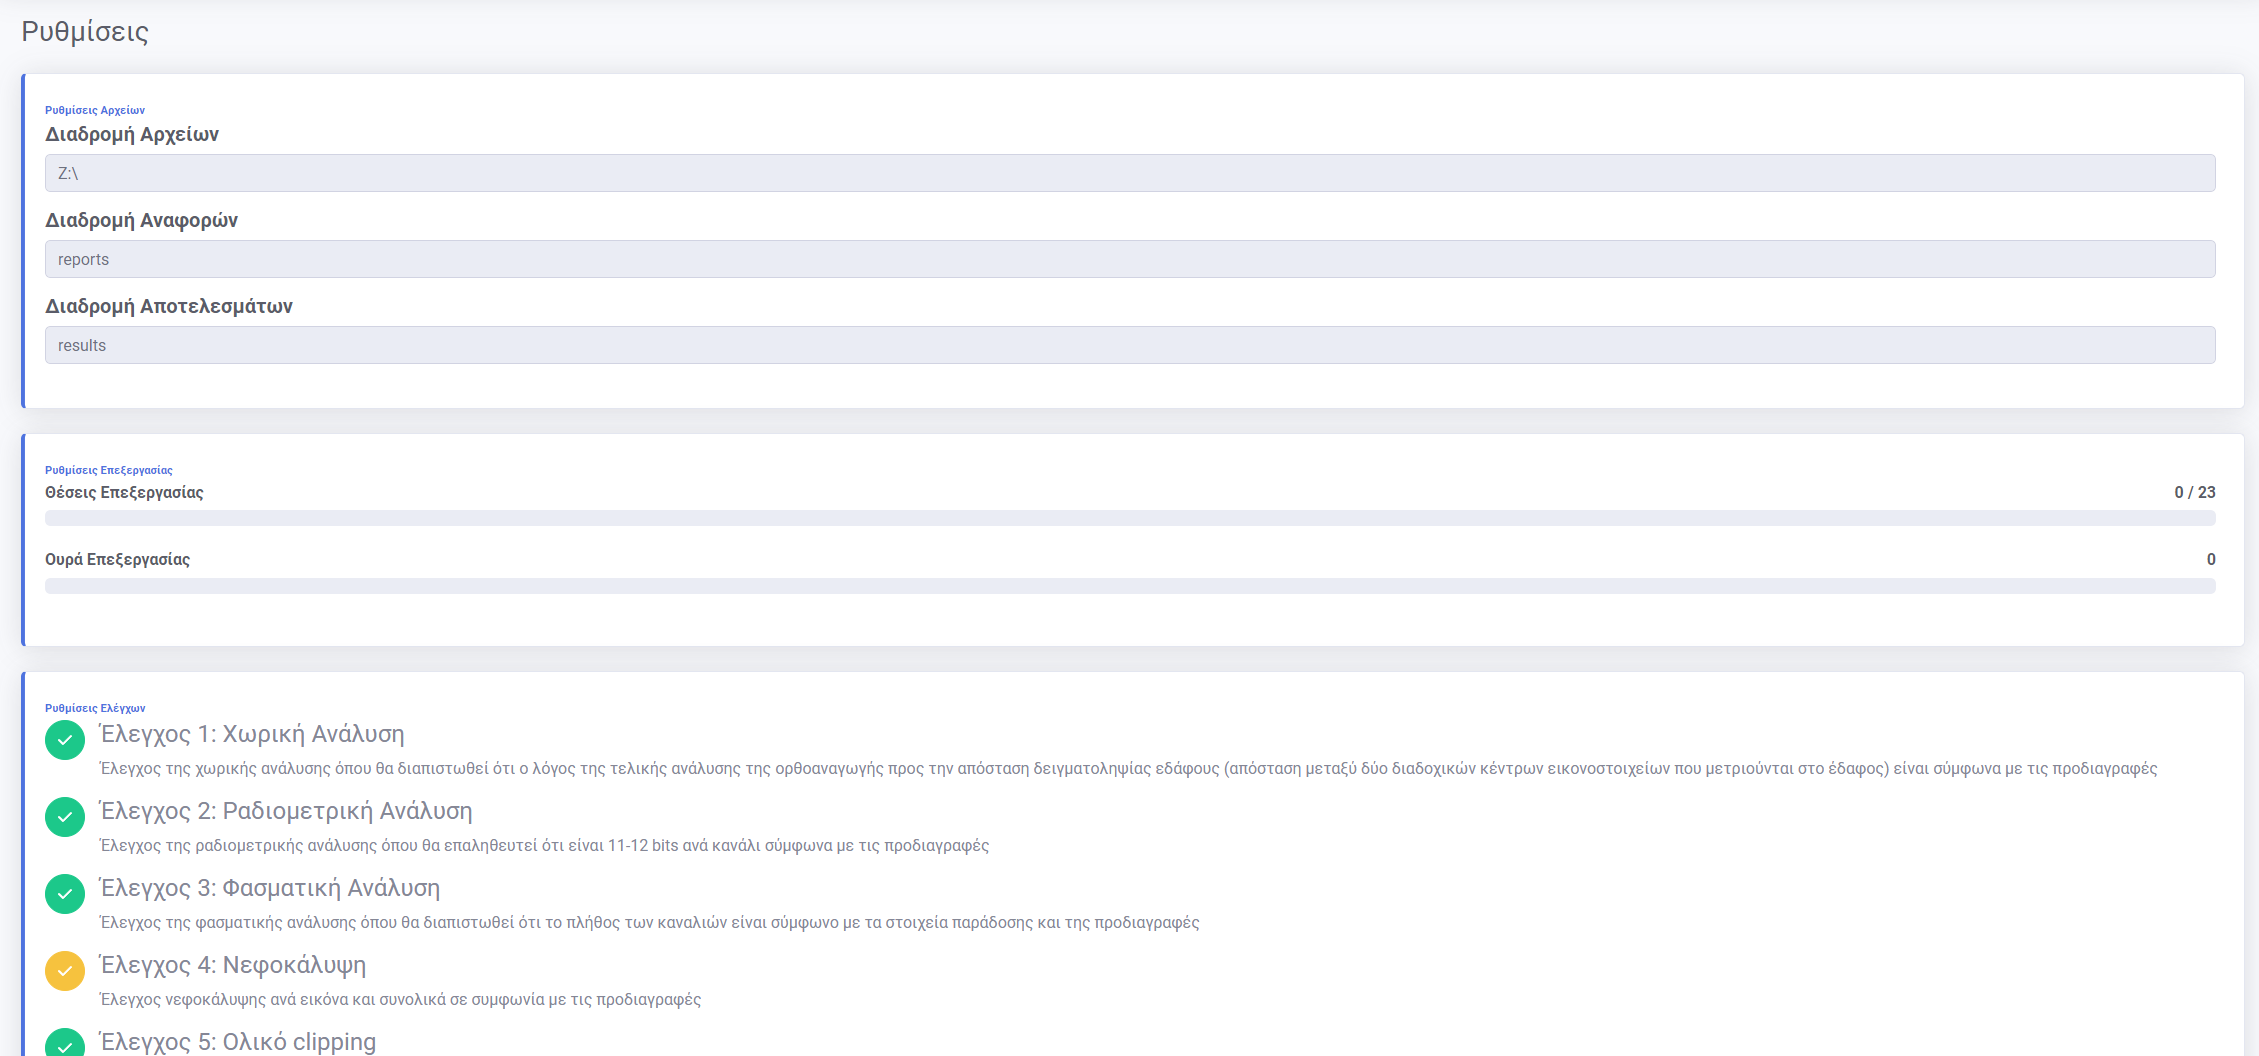 Ρυθμίσεις
Ρυθμίσεις Αρχείων
Διαδρομή Αρχείων
Z:\
Διαδρομή Αναφορών
reports
Διαδρομή Αποτελεσμάτων
results
Ρυθμίσεις Επεξεργασίας
Θέσεις Επεξεργασίας 0 / 23
Ουρά Επεξεργασίας 0
Ρυθμίσεις Ελέγχων
Έλεγχος 1: Χωρική Ανάλυση
Έλεγχος της χωρικής ανάλυσης όπου θα διαπιστωθεί ότι ο λόγος της τελικής ανάλυσης της ορθοαναγωγής προς την απόσταση δειγματοληψίας εδάφους (απόσταση μεταξύ δύο διαδοχικών κέντρων εικονοστοιχείων που μετριούνται στο έδαφος) είναι σύμφωνα με τις προδιαγραφές
Έλεγχος 2: Ραδιομετρική Ανάλυση
Έλεγχος της ραδιομετρικής ανάλυσης όπου θα επαληθευτεί ότι είναι 11-12 bits ανά κανάλι σύμφωνα με τις προδιαγραφές
Έλεγχος 3: Φασματική Ανάλυση
Έλεγχος της φασματικής ανάλυσης όπου θα διαπιστωθεί ότι το πλήθος των καναλιών είναι σύμφωνο με τα στοιχεία παράδοσης και της προδιαγραφές
Έλεγχος 4: Νεφοκάλυψη
Έλεγχος νεφοκάλυψης ανά εικόνα και συνολικά σε συμφωνία με τις προδιαγραφές
Έλεγχος 5: Ολικό clipping